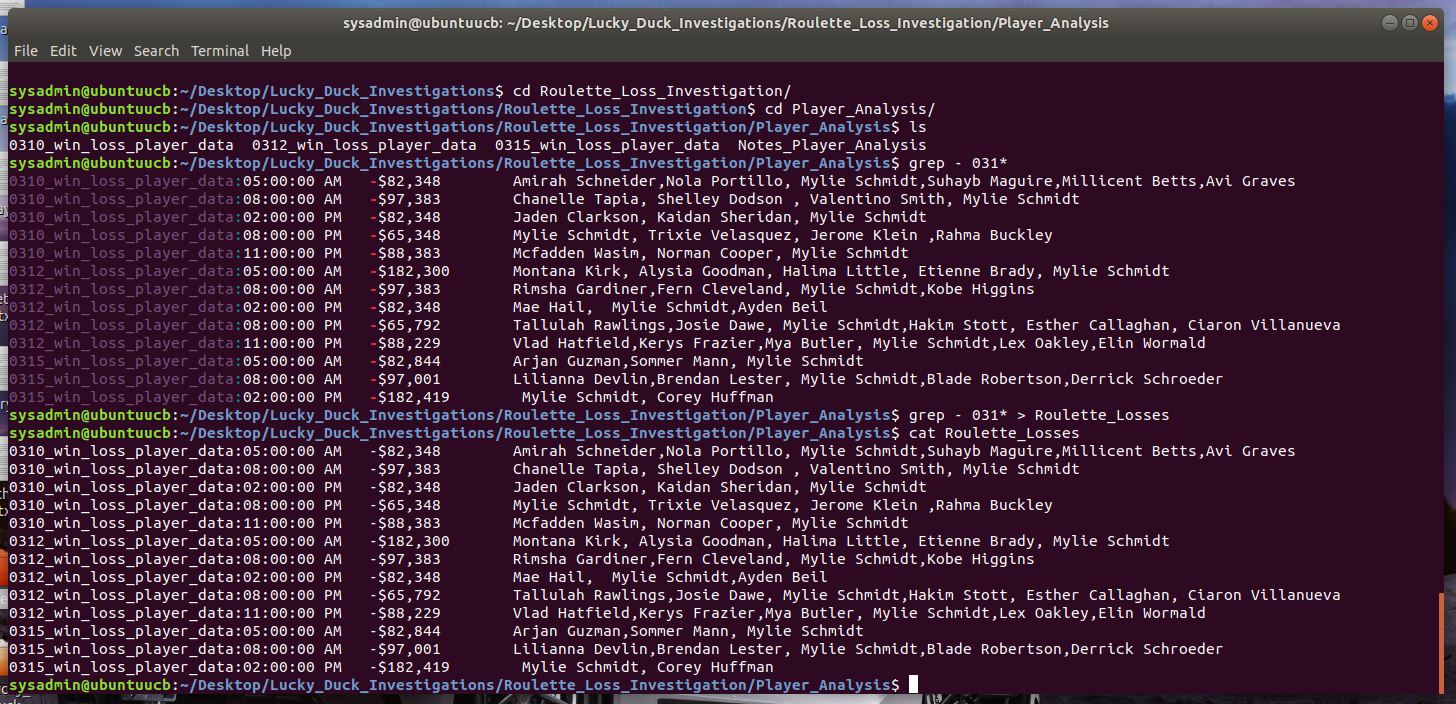 sysadmin@ubuntuucb: ~/Desktop/Lucky_Duck_Investigations/Roulette_Loss_Investigation/Player_Analysis
File Edit View Search Terminal Help
sysadmin@ubuntuucb:~/Desktop/Lucky_Duck_Investigations$ cd Roulette_Loss_Investigation/
sysadmin@ubuntuucb:~/Desktop/Lucky_Duck_Investigations/Roulette_Loss_Investigation$ cd Player_Analysis/
sysadmin@ubuntuucb:~/Desktop/Lucky_Duck_Investigations/Roulette_Loss_Investigation/Player_Analysis$ ls
0310_win_loss_player_data  0312_win_loss_player_data  0315_win_loss_player_data  Notes_Player_Analysis
sysadmin@ubuntuucb:~/Desktop/Lucky_Duck_Investigations/Roulette_Loss_Investigation/Player_Analysis$ grep - 031*
0310_win_loss_player_data:05:00:00 AM   -$82,348        Amirah Schneider,Nola Portillo, Mylie Schmidt,Suhayb Maguire,Millicent Betts,Avi Graves
0310_win_loss_player_data:08:00:00 AM   -$97,383        Chanelle Tapia, Shelley Dodson , Valentino Smith, Mylie Schmidt
0310_win_loss_player_data:02:00:00 PM   -$82,348        Jaden Clarkson, Kaidan Sheridan, Mylie Schmidt
0310_win_loss_player_data:08:00:00 PM   -$65,348        Mylie Schmidt, Trixie Velasquez, Jerome Klein ,Rahma Buckley
0310_win_loss_player_data:11:00:00 PM   -$88,383        Mcfadden Wasim, Norman Cooper, Mylie Schmidt
0312_win_loss_player_data:05:00:00 AM   -$182,300       Montana Kirk, Alysia Goodman, Halima Little, Etienne Brady, Mylie Schmidt
0312_win_loss_player_data:08:00:00 AM   -$97,383        Rimsha Gardiner,Fern Cleveland, Mylie Schmidt,Kobe Higgins
0312_win_loss_player_data:02:00:00 PM   -$82,348        Mae Hail,  Mylie Schmidt,Ayden Beil
0312_win_loss_player_data:08:00:00 PM   -$65,792        Tallulah Rawlings,Josie Dawe, Mylie Schmidt,Hakim Stott, Esther Callaghan, Ciaron Villanueva
0312_win_loss_player_data:11:00:00 PM   -$88,229        Vlad Hatfield,Kerys Frazier,Mya Butler, Mylie Schmidt,Lex Oakley,Elin Wormald
0315_win_loss_player_data:05:00:00 AM   -$82,844        Arjan Guzman,Sommer Mann, Mylie Schmidt
0315_win_loss_player_data:08:00:00 AM   -$97,001        Lilianna Devlin,Brendan Lester, Mylie Schmidt,Blade Robertson,Derrick Schroeder
0315_win_loss_player_data:02:00:00 PM   -$182,419        Mylie Schmidt, Corey Huffman
sysadmin@ubuntuucb:~/Desktop/Lucky_Duck_Investigations/Roulette_Loss_Investigation/Player_Analysis$ grep - 031* > Roulette_Losses
sysadmin@ubuntuucb:~/Desktop/Lucky_Duck_Investigations/Roulette_Loss_Investigation/Player_Analysis$ cat Roulette_Losses
0310_win_loss_player_data:05:00:00 AM   -$82,348        Amirah Schneider,Nola Portillo, Mylie Schmidt,Suhayb Maguire,Millicent Betts,Avi Graves
0310_win_loss_player_data:08:00:00 AM   -$97,383        Chanelle Tapia, Shelley Dodson , Valentino Smith, Mylie Schmidt
0310_win_loss_player_data:02:00:00 PM   -$82,348        Jaden Clarkson, Kaidan Sheridan, Mylie Schmidt
0310_win_loss_player_data:08:00:00 PM   -$65,348        Mylie Schmidt, Trixie Velasquez, Jerome Klein ,Rahma Buckley
0310_win_loss_player_data:11:00:00 PM   -$88,383        Mcfadden Wasim, Norman Cooper, Mylie Schmidt
0312_win_loss_player_data:05:00:00 AM   -$182,300       Montana Kirk, Alysia Goodman, Halima Little, Etienne Brady, Mylie Schmidt
0312_win_loss_player_data:08:00:00 AM   -$97,383        Rimsha Gardiner,Fern Cleveland, Mylie Schmidt,Kobe Higgins
0312_win_loss_player_data:02:00:00 PM   -$82,348        Mae Hail,  Mylie Schmidt,Ayden Beil
0312_win_loss_player_data:08:00:00 PM   -$65,792        Tallulah Rawlings,Josie Dawe, Mylie Schmidt,Hakim Stott, Esther Callaghan, Ciaron Villanueva
0312_win_loss_player_data:11:00:00 PM   -$88,229        Vlad Hatfield,Kerys Frazier,Mya Butler, Mylie Schmidt,Lex Oakley,Elin Wormald
0315_win_loss_player_data:05:00:00 AM   -$82,844        Arjan Guzman,Sommer Mann, Mylie Schmidt
0315_win_loss_player_data:08:00:00 AM   -$97,001        Lilianna Devlin,Brendan Lester, Mylie Schmidt,Blade Robertson,Derrick Schroeder
0315_win_loss_player_data:02:00:00 PM   -$182,419        Mylie Schmidt, Corey Huffman
sysadmin@ubuntuucb:~/Desktop/Lucky_Duck_Investigations/Roulette_Loss_Investigation/Player_Analysis$